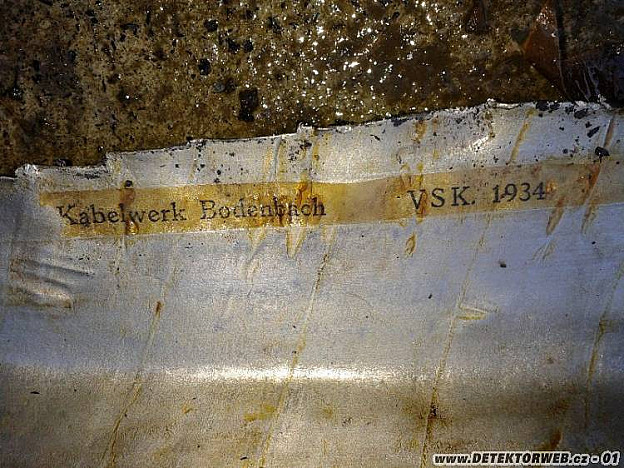 Kabelwerk Bodenbach VSK. 1934
www.DETEKTORWEB.cz - 01